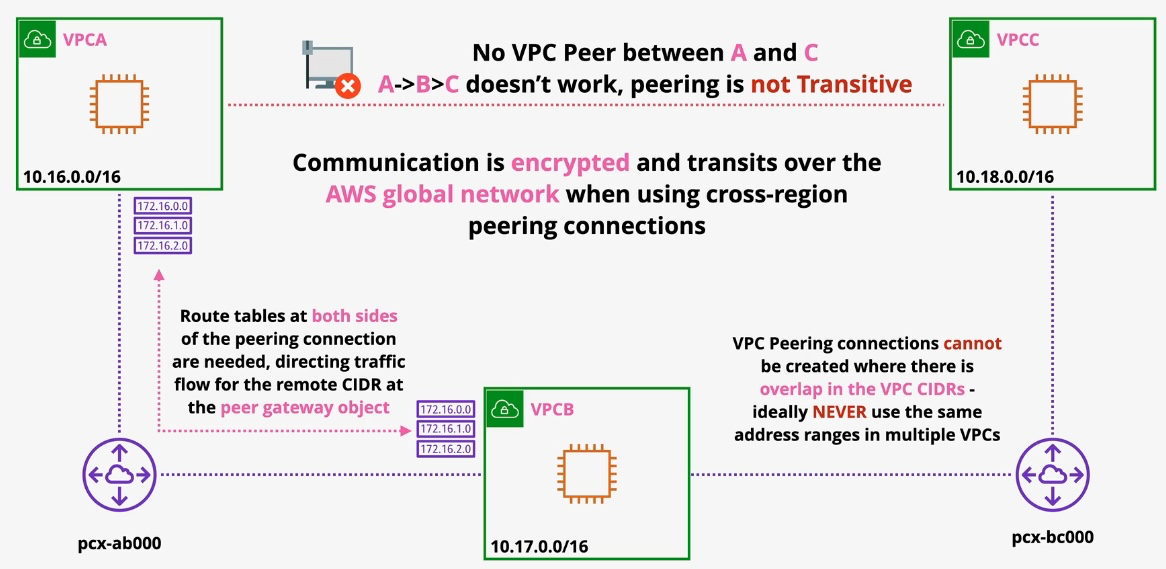 VPCA
No VPC Peer between A and C
A->B>C doesn't work, peering is not Transitive
VPCC
10.16.0.0/16
10.18.0.0/16
Communication is encrypted and transits over the
AWS global network when using cross-region
peering connections
172.16.0.0
172.16.1.0
172.16.2.0
Route tables at both sides
of the peering connection
are needed, directing traffic
flow for the remote CIDR at
the peer gateway object
VPC Peering connections cannot
be created where there is
overlap in the VPC CIDRs -
ideally NEVER use the same
address ranges in multiple VPCs
172.16.0.0
172.16.1.0
172.16.2.0
VPCB
10.17.0.0/16
pcx-ab000
pcx-bc000